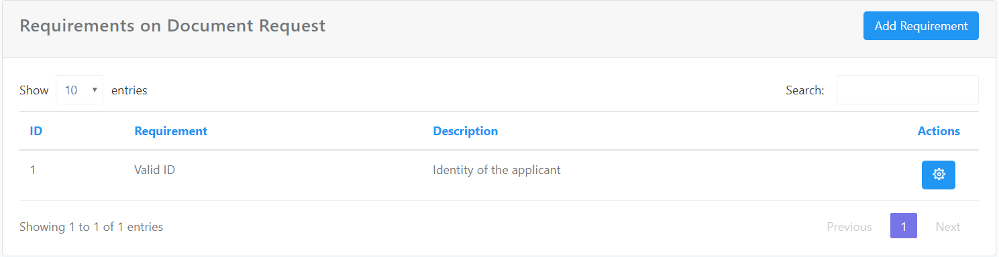 Requirements on Document Request
Add Requirement
Show 10 entries
Search:
ID Requirement Description Actions
1 Valid ID Identity of the applicant
Showing 1 to 1 of 1 entries
Previous 1 Next